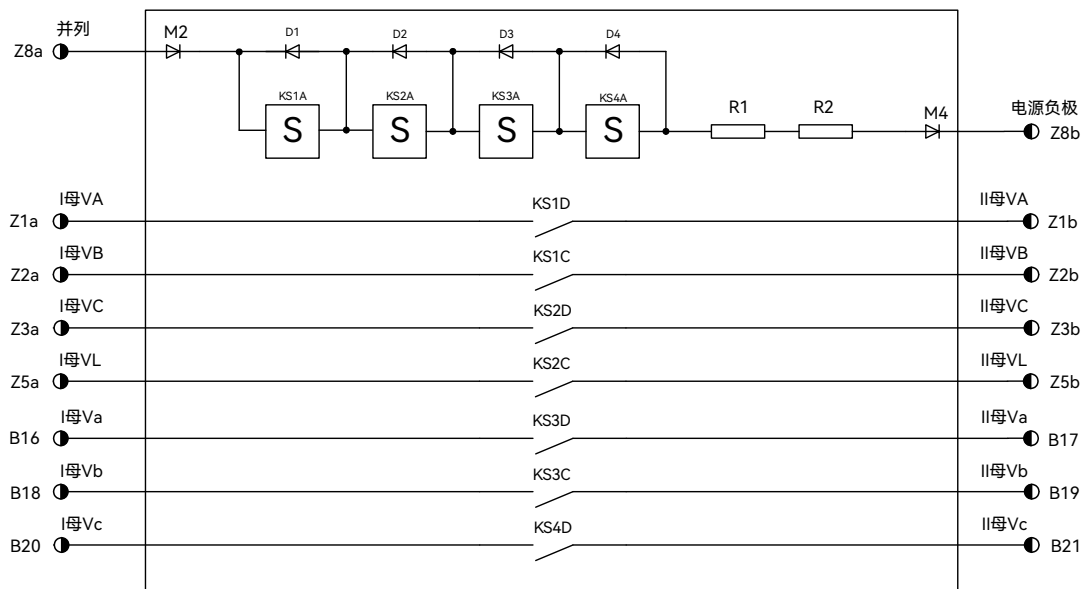 并列
Z8a
M2
D1
D2
D3
D4
KS1A
KS2A
KS3A
KS4A
S
S
S
S
R1
R2
M4
电源负极
Z8b
I母VA
Z1a
KS1D
II母VA
Z1b
I母VB
Z2a
KS1C
II母VB
Z2b
I母VC
Z3a
KS2D
II母VC
Z3b
I母VL
Z5a
KS2C
II母VL
Z5b
I母Va
B16
KS3D
II母Va
B17
I母Vb
B18
KS3C
II母Vb
B19
I母Vc
B20
KS4D
II母Vc
B21